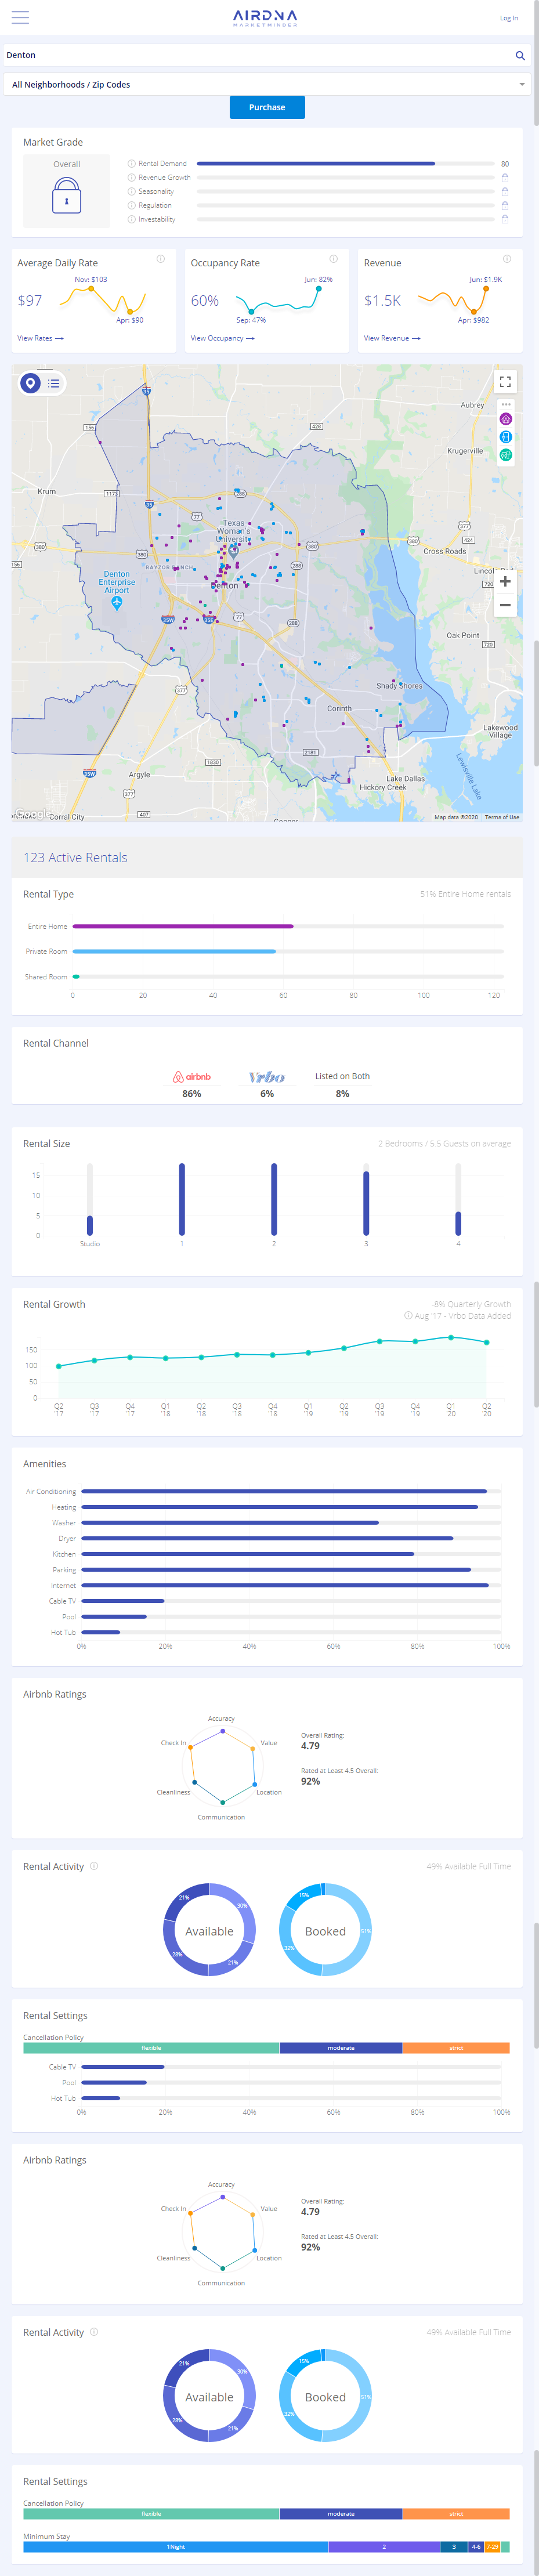 AIRDNA
MARKETMINDER
Log In
Denton
All Neighborhoods / Zip Codes
Purchase
Market Grade
Overall
Rental Demand
80
Revenue Growth
Seasonality
Regulation
Investability
Average Daily Rate
Nov: $103
$97
Apr: $90
View Rates
Occupancy Rate
Jun: 82%
60%
Sep: 47%
View Occupancy
Revenue
Jun: $1.9K
$1.5K
Apr: $982
View Revenue
Aubrey
Krugerville
Krum
Texas
Woman's
University
Cross Roads
RAYZOR RANCH
Denton
Enterprise
Airport
Denton
Oak Point
Shady Shores
Corinth
Lakewood
Village
Argyle
Lake Dallas
Hickory Creek
Lewisville Lake
Corral City
Google
Map data ©2020
Terms of Use
123 Active Rentals
Rental Type
51% Entire Home rentals
Entire Home
Private Room
Shared Room
0 20 40 60 80 100 120
Rental Channel
airbnb
Vrbo
Listed on Both
86%
6%
8%
Rental Size
2 Bedrooms / 5.5 Guests on average
15
10
5
0
Studio 1 2 3 4
Rental Growth
-8% Quarterly Growth
Aug '17 - Vrbo Data Added
150
100
50
0
Q2 Q3 Q4 Q1 Q2 Q3 Q4 Q1 Q2 Q3 Q4 Q1 Q2
'17 '17 '17 '18 '18 '18 '18 '19 '19 '19 '19 '20 '20
Amenities
Air Conditioning
Heating
Washer
Dryer
Kitchen
Parking
Internet
Cable TV
Pool
Hot Tub
0% 20% 40% 60% 80% 100%
Airbnb Ratings
Accuracy
Check In
Value
Cleanliness
Location
Communication
Overall Rating:
4.79
Rated at Least 4.5 Overall:
92%
Rental Activity
49% Available Full Time
21%
30%
Available
28%
21%
15%
Booked
51%
32%
Rental Settings
Cancellation Policy
flexible
moderate
strict
Cable TV
Pool
Hot Tub
0% 20% 40% 60% 80% 100%
Airbnb Ratings
Accuracy
Check In
Value
Cleanliness
Location
Communication
Overall Rating:
4.79
Rated at Least 4.5 Overall:
92%
Rental Activity
49% Available Full Time
21%
30%
Available
28%
21%
15%
Booked
51%
32%
Rental Settings
Cancellation Policy
flexible
moderate
strict
Minimum Stay
1Night
2
3
4-6
7-29